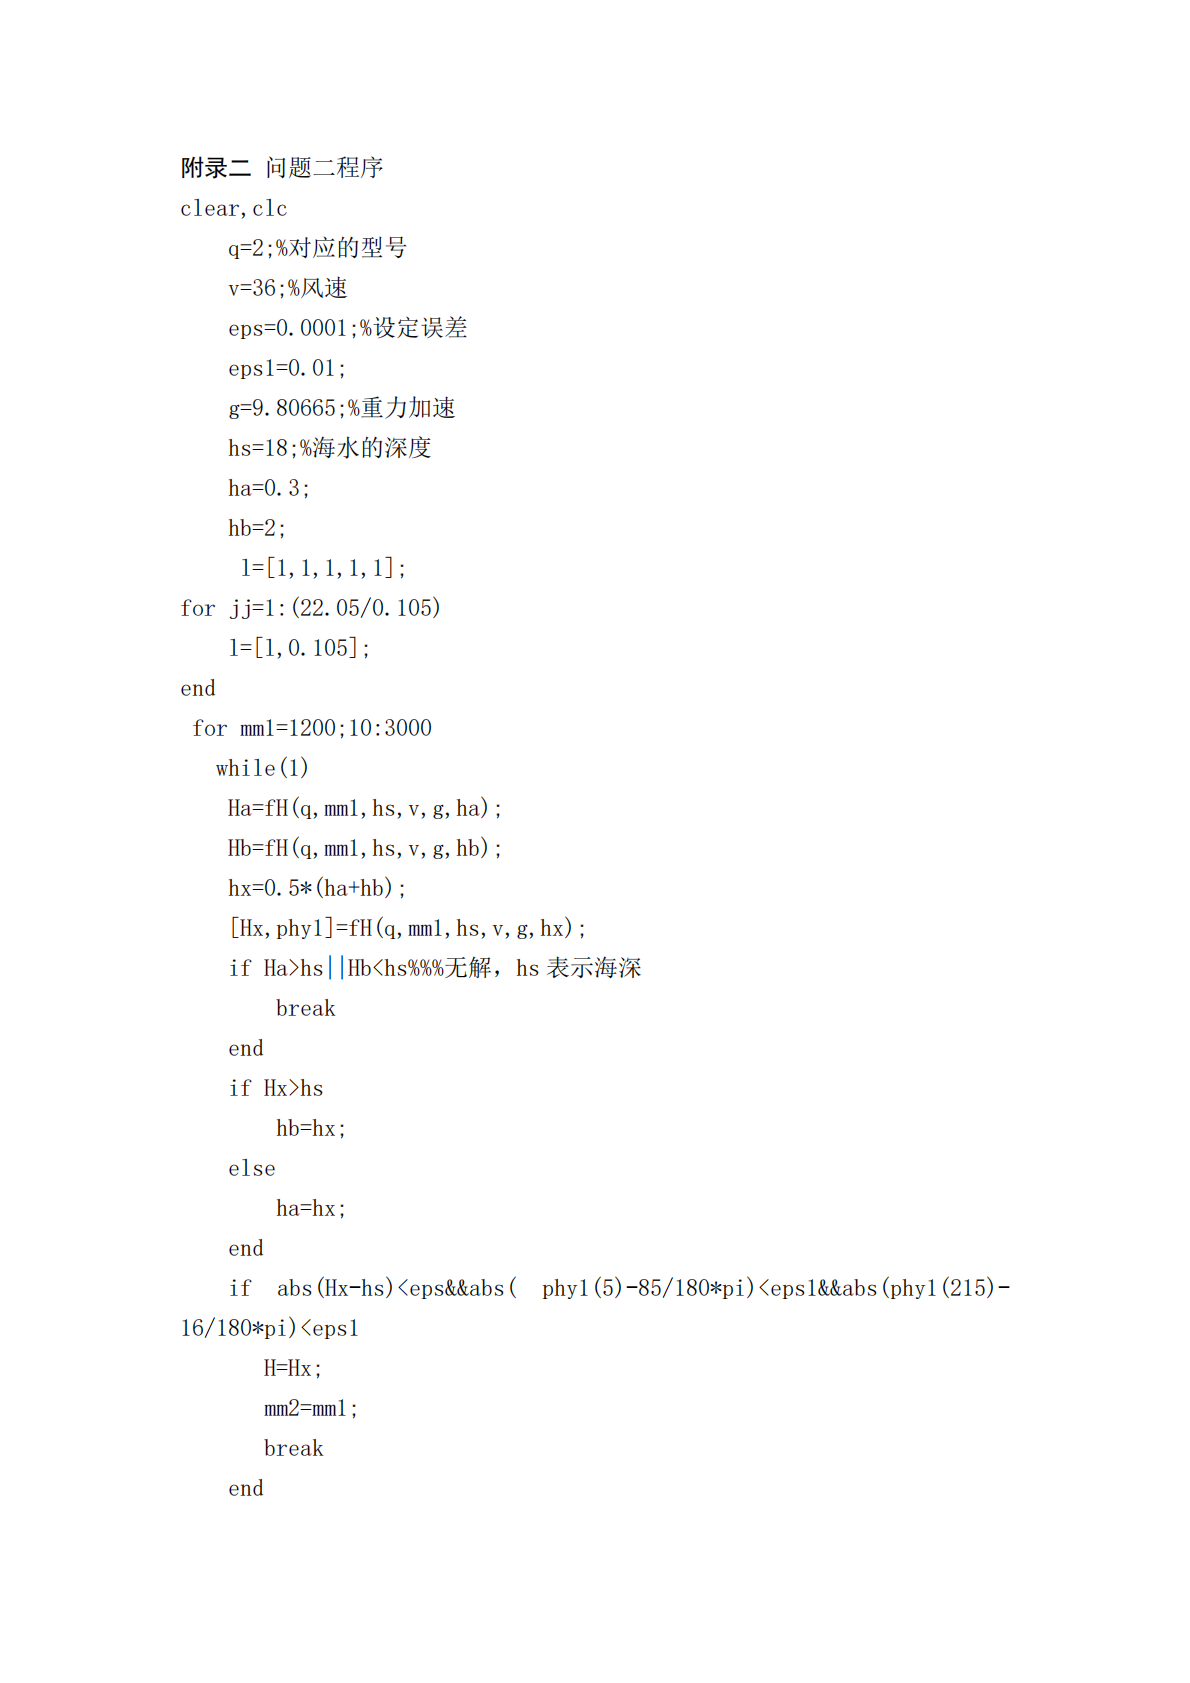 附录二 问题二程序
clear,clc
q=2;%对应的型号
v=36;%风速
eps=0.0001;%设定误差
eps1=0.01;
g=9.80665;%重力加速
hs=18;%海水的深度
ha=0.3;
hb=2;
l=[1,1,1,1,1];
for jj=1:(22.05/0.105)
l=[l,0.105];
end
for mm1=1200;10:3000
while(1)
Ha=fH(q,mm1,hs,v,g,ha);
Hb=fH(q,mm1,hs,v,g,hb);
hx=0.5*(ha+hb);
[Hx,phy1]=fH(q,mm1,hs,v,g,hx);
if Ha>hs||Hb<hs%%%无解，hs 表示海深
break
end
if Hx>hs
hb=hx;
else
ha=hx;
end
if  abs(Hx-hs)<eps&&abs(  phy1(5)-85/180*pi)<eps1&&abs(phy1(215)-
16/180*pi)<eps1
H=Hx;
mm2=mm1;
break
end